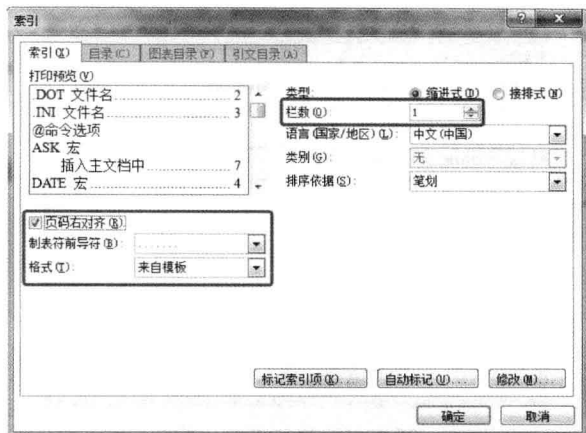 索引
索引(X) 目录(C) 图表目录(F) 引文目录(A)
打印预览(V)
.DOT 文件名 2
.INI 文件名 3
@命令选项
ASK 宏
插入主文档中 7
DATE 宏 4
类型: 缩进式(D) 接排式(N)
栏数(O): 1
语言(国家/地区)(L): 中文(中国)
类别(G): 无
排序依据(S): 笔划
页码右对齐(R)
制表符前导符(B): .......
格式(T): 来自模板
标记索引项(K)... 自动标记(U)... 修改(M)...
确定 取消